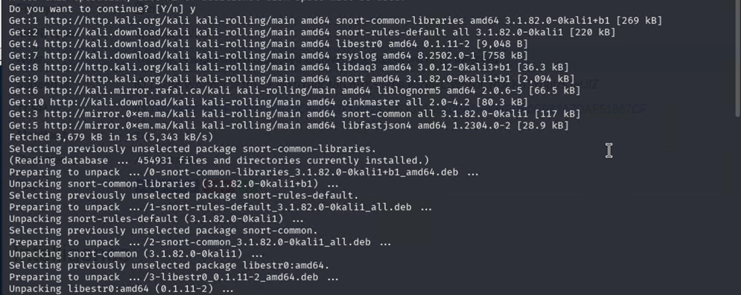 Do you want to continue? [Y/n] y
Get:1 http://http.kali.org/kali kali-rolling/main amd64 snort-common-libraries amd64 3.1.82.0-0kali1+b1 [269 kB]
Get:2 http://kali.download/kali kali-rolling/main amd64 snort-rules-default all 3.1.82.0-0kali1 [220 kB]
Get:4 http://kali.download/kali kali-rolling/main amd64 libestr0 amd64 0.1.11-2 [9,048 B]
Get:7 http://kali.download/kali kali-rolling/main amd64 rsyslog amd64 8.2502.0-1 [758 kB]
Get:8 http://http.kali.org/kali kali-rolling/main amd64 libdaq3 amd64 3.0.12-0kali3+b1 [36.3 kB]
Get:9 http://http.kali.org/kali kali-rolling/main amd64 snort amd64 3.1.82.0-0kali1+b1 [2,094 kB]
Get:6 http://kali.mirror.rafal.ca/kali kali-rolling/main amd64 liblognorm5 amd64 2.0.6-5 [66.5 kB]
Get:10 http://kali.download/kali kali-rolling/main amd64 oinkmaster all 2.0-4.2 [80.3 kB]
Get:3 http://mirror.0xem.ma/kali kali-rolling/main amd64 snort-common all 3.1.82.0-0kali1 [117 kB]
Get:5 http://mirror.0xem.ma/kali kali-rolling/main amd64 libfastjson4 amd64 1.2304.0-2 [28.9 kB]
Fetched 3,679 kB in 1s (5,343 kB/s)
Selecting previously unselected package snort-common-libraries.
(Reading database ... 454931 files and directories currently installed.)
Preparing to unpack .../0-snort-common-libraries_3.1.82.0-0kali1+b1_amd64.deb ...
Unpacking snort-common-libraries (3.1.82.0-0kali1+b1) ...
Selecting previously unselected package snort-rules-default.
Preparing to unpack .../1-snort-rules-default_3.1.82.0-0kali1_all.deb ...
Unpacking snort-rules-default (3.1.82.0-0kali1) ...
Selecting previously unselected package snort-common.
Preparing to unpack .../2-snort-common_3.1.82.0-0kali1_all.deb ...
Unpacking snort-common (3.1.82.0-0kali1) ...
Selecting previously unselected package libestr0:amd64.
Preparing to unpack .../3-libestr0_0.1.11-2_amd64.deb ...
Unpacking libestr0:amd64 (0.1.11-2) ...